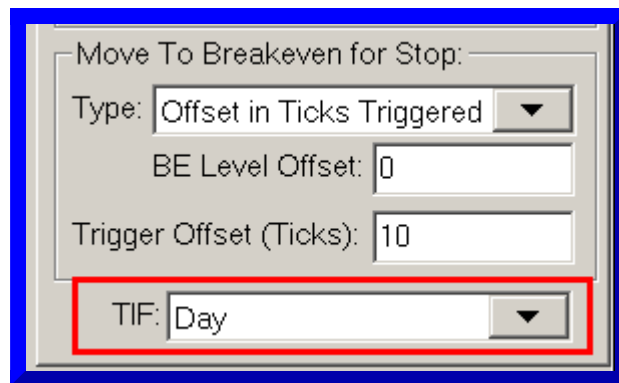 Move To Breakeven for Stop:
Type: Offset in Ticks Triggered
BE Level Offset: 0
Trigger Offset (Ticks): 10
TIF: Day